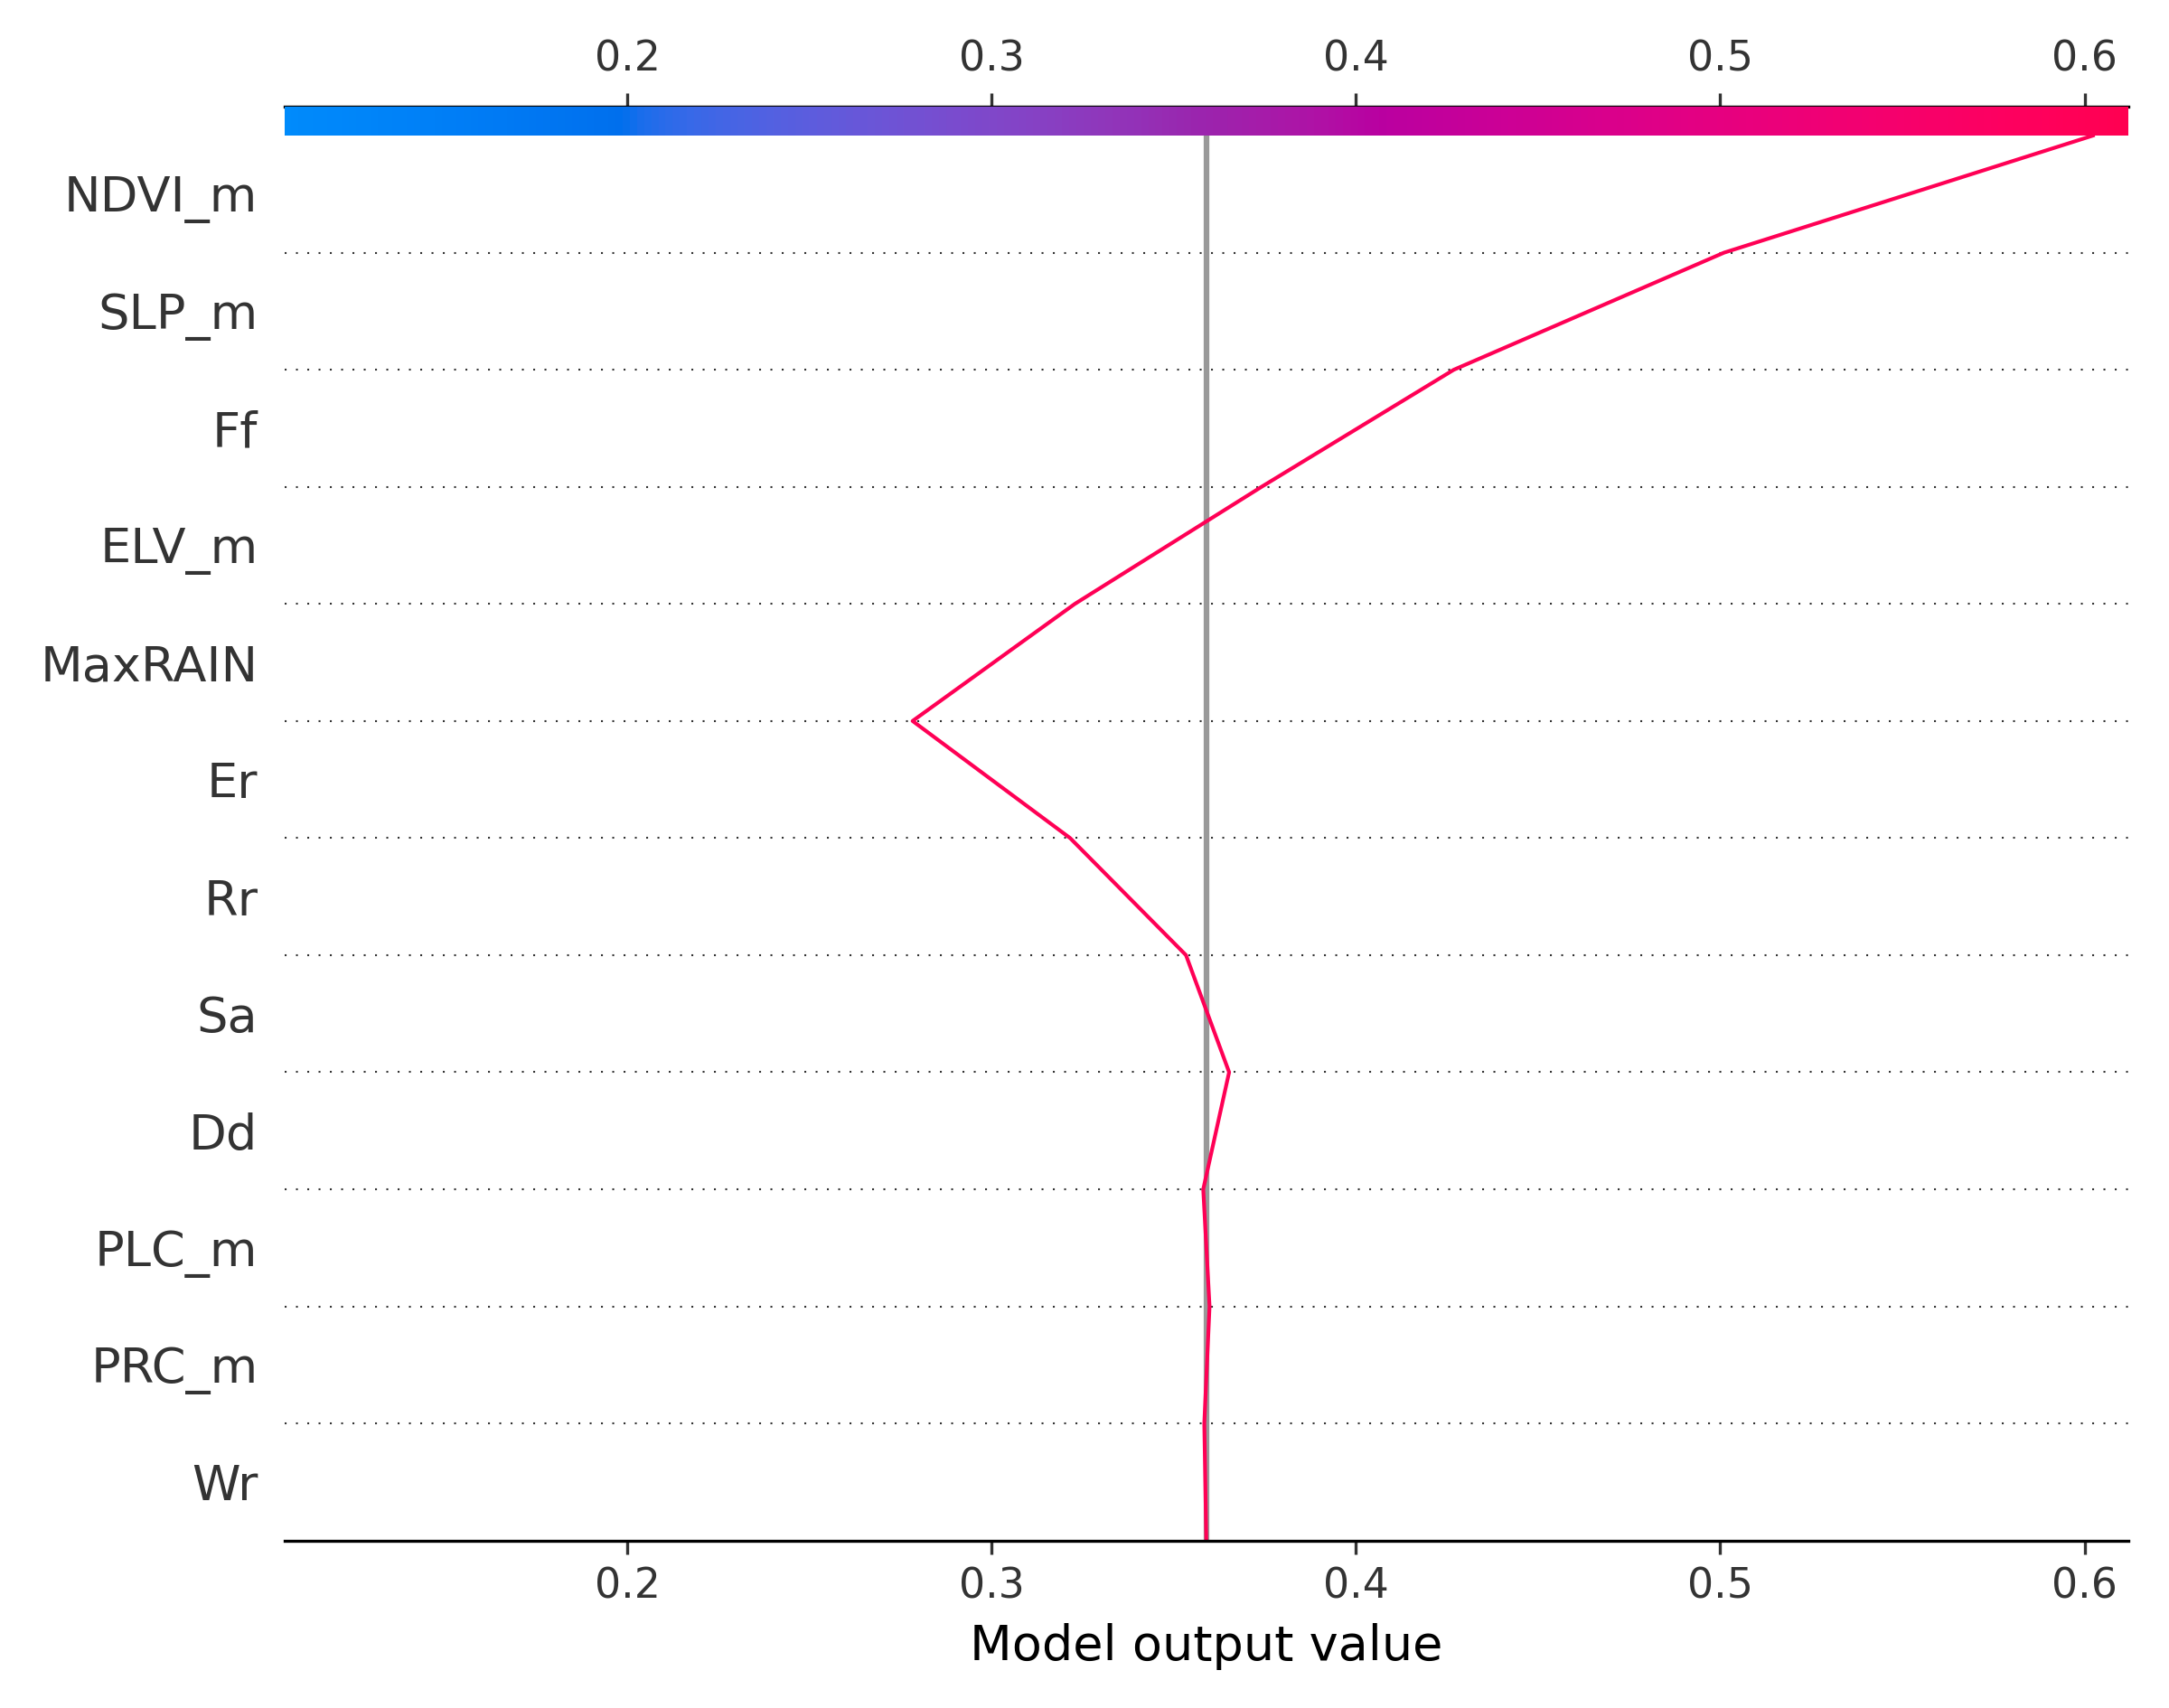 0.2 0.3 0.4 0.5 0.6
NDVI_m
SLP_m
Ff
ELV_m
MaxRAIN
Er
Rr
Sa
Dd
PLC_m
PRC_m
Wr
0.2 0.3 0.4 0.5 0.6
Model output value